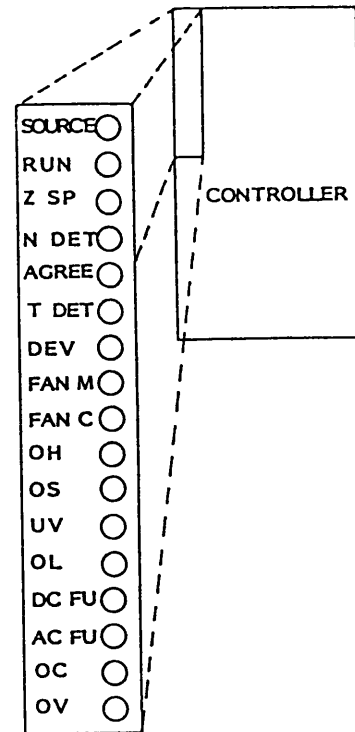 SOURCE
RUN
Z SP
N DET
AGREE
T DET
DEV
FAN M
FAN C
OH
OS
UV
OL
DC FU
AC FU
OC
OV
CONTROLLER